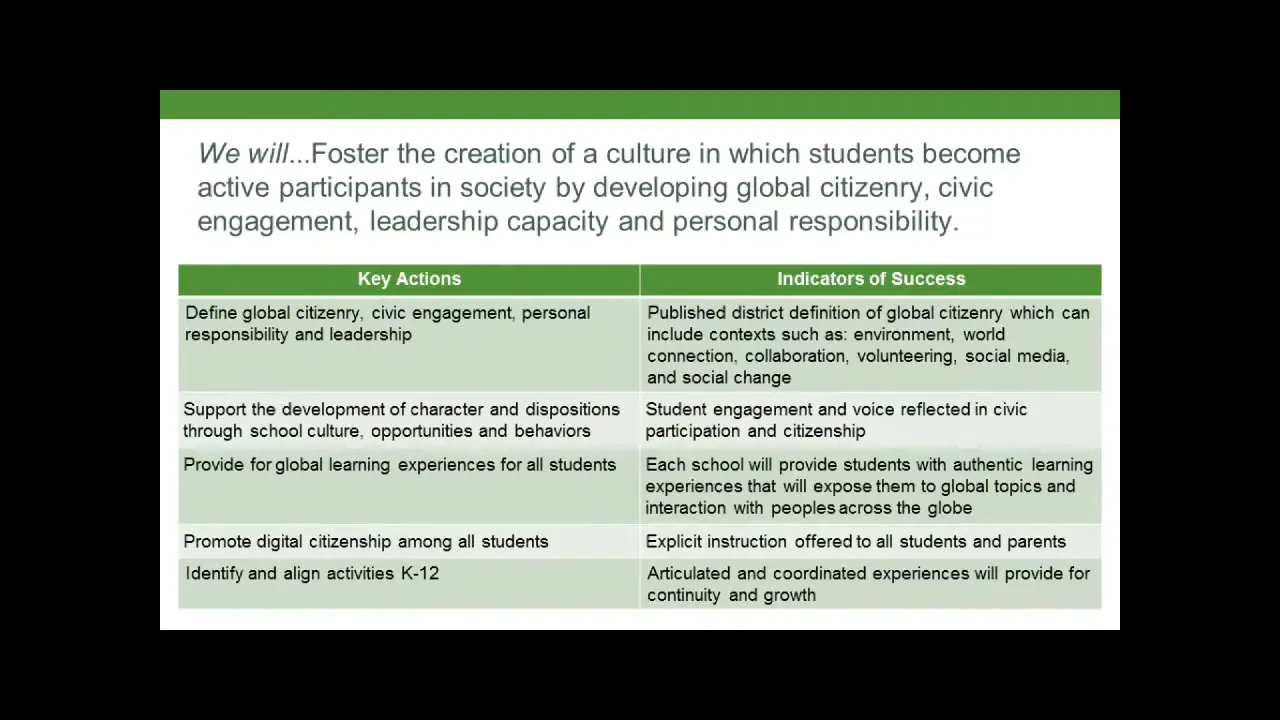 We will...Foster the creation of a culture in which students become
active participants in society by developing global citizenry, civic
engagement, leadership capacity and personal responsibility.
Key Actions
Indicators of Success
Define global citizenry, civic engagement, personal
responsibility and leadership
Published district definition of global citizenry which can
include contexts such as: environment, world
connection, collaboration, volunteering, social media,
and social change
Support the development of character and dispositions
through school culture, opportunities and behaviors
Student engagement and voice reflected in civic
participation and citizenship
Provide for global learning experiences for all students
Each school will provide students with authentic learning
experiences that will expose them to global topics and
interaction with peoples across the globe
Promote digital citizenship among all students
Explicit instruction offered to all students and parents
Identify and align activities K-12
Articulated and coordinated experiences will provide for
continuity and growth